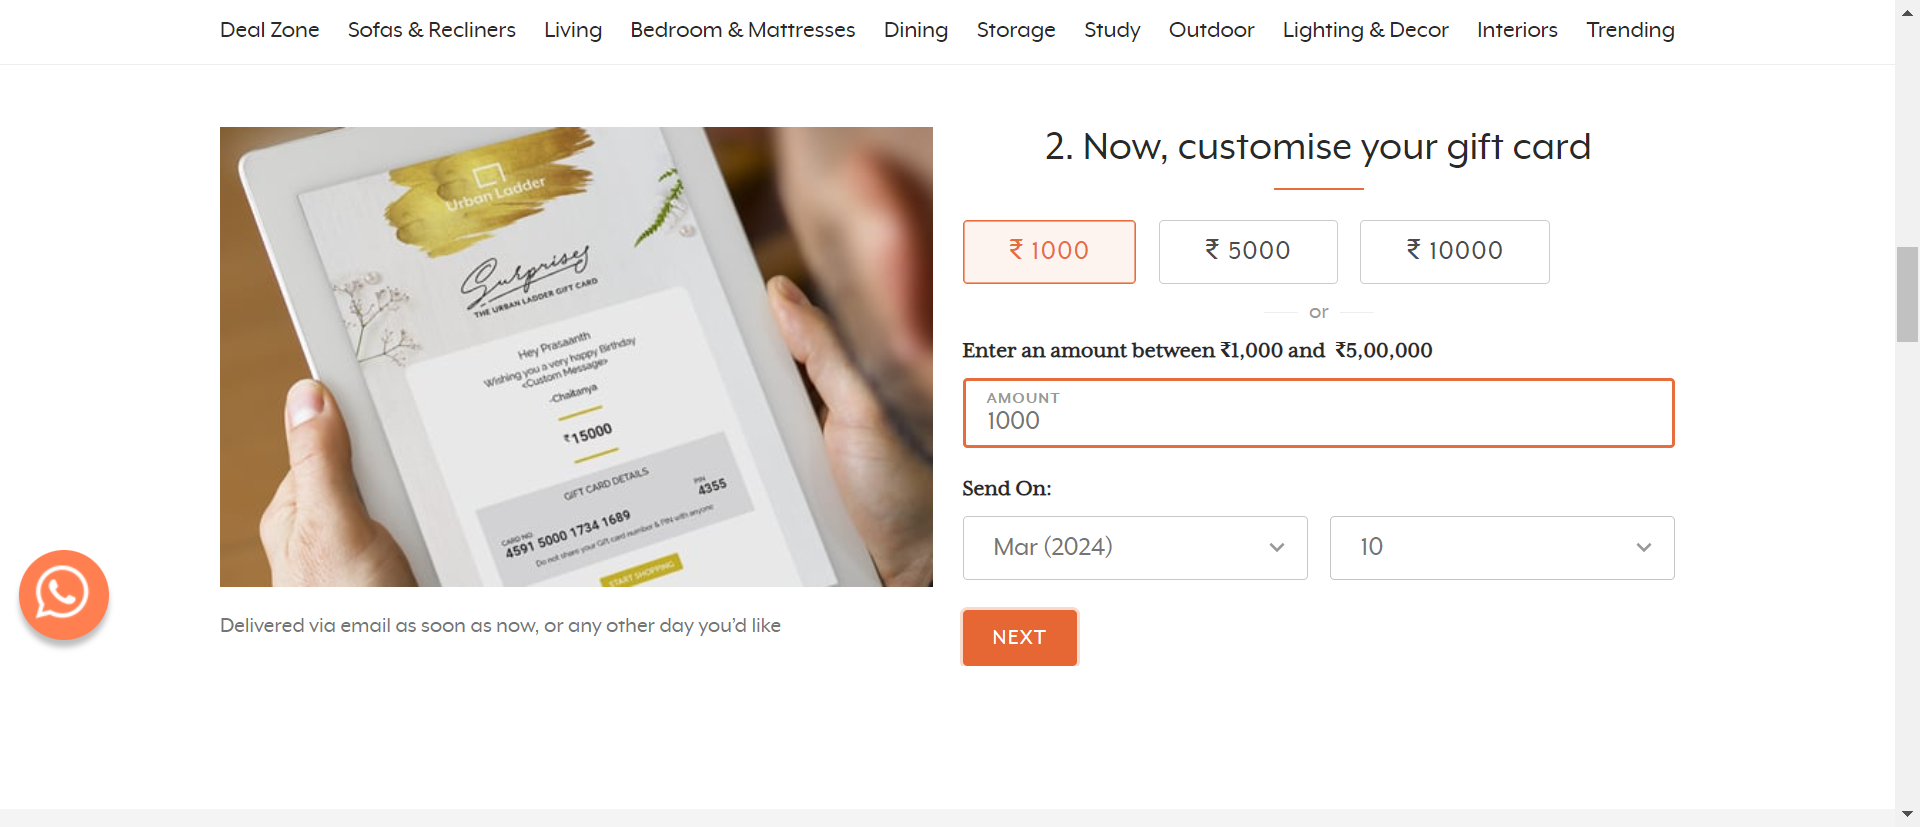 Deal Zone Sofas & Recliners Living Bedroom & Mattresses Dining Storage Study Outdoor Lighting & Decor Interiors Trending
Urban Ladder
Surprises
THE URBAN LADDER GIFT CARD
Hey Prasaanth
Wishing you a very happy Birthday
<Custom Message>
-Chaitanya
₹15000
GIFT CARD DETAILS
CARD NO.
4591 5000 1734 1689
PIN
4355
Do not share your Gift card number & PIN with anyone
START SHOPPING
Delivered via email as soon as now, or any other day you’d like
2. Now, customise your gift card
₹ 1000 ₹ 5000 ₹ 10000
or
Enter an amount between ₹1,000 and ₹5,00,000
AMOUNT
1000
Send On:
Mar (2024) 10
NEXT